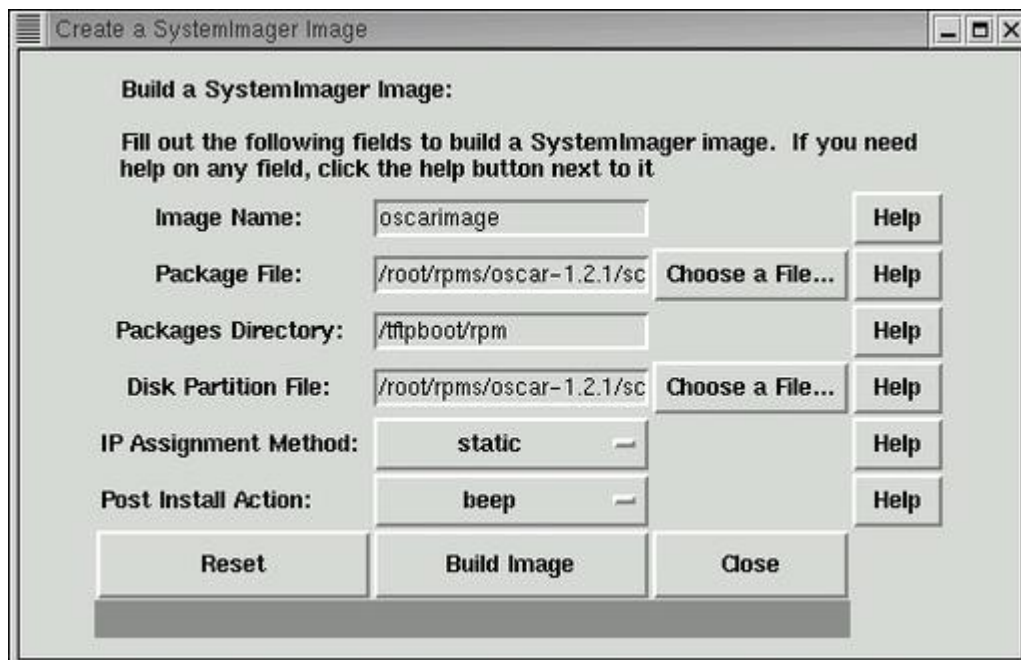 Create a SystemImager Image
Build a SystemImager Image:
Fill out the following fields to build a SystemImager image.  If you need
help on any field, click the help button next to it
Image Name: oscarimage Help
Package File: /root/rpms/oscar-1.2.1/sc Choose a File... Help
Packages Directory: /tftpboot/rpm Help
Disk Partition File: /root/rpms/oscar-1.2.1/sc Choose a File... Help
IP Assignment Method: static Help
Post Install Action: beep Help
Reset Build Image Close